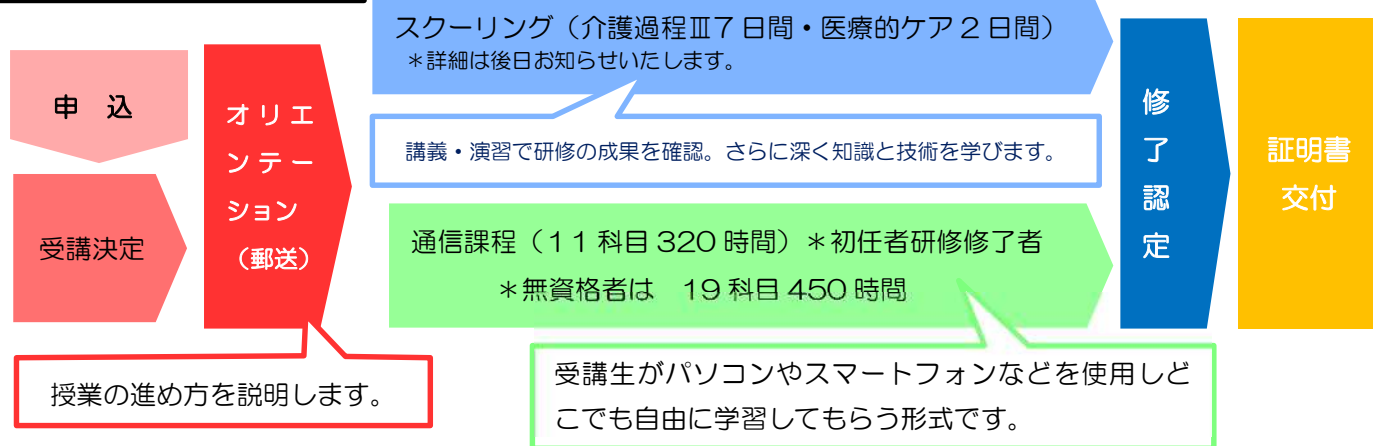 申　込
受講決定
オリエ
ンテー
ション
（郵送）
授業の進め方を説明します。
スクーリング（介護過程Ⅲ７日間・医療的ケア２日間）
＊詳細は後日お知らせいたします。
講義・演習で研修の成果を確認。さらに深く知識と技術を学びます。
通信課程（１１科目320時間）＊初任者研修修了者
＊無資格者は　19科目450時間
受講生がパソコンやスマートフォンなどを使用しど
こでも自由に学習してもらう形式です。
修
了
認
定
証明書
交付